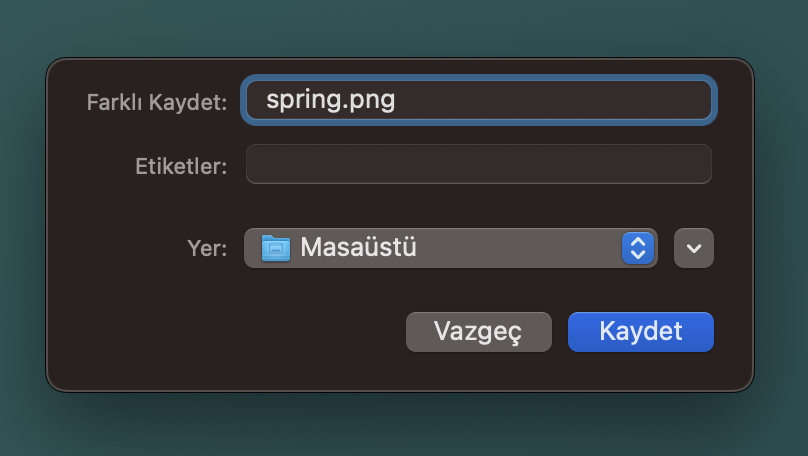 Farklı Kaydet: spring.png
Etiketler:
Yer: Masaüstü
Vazgeç Kaydet